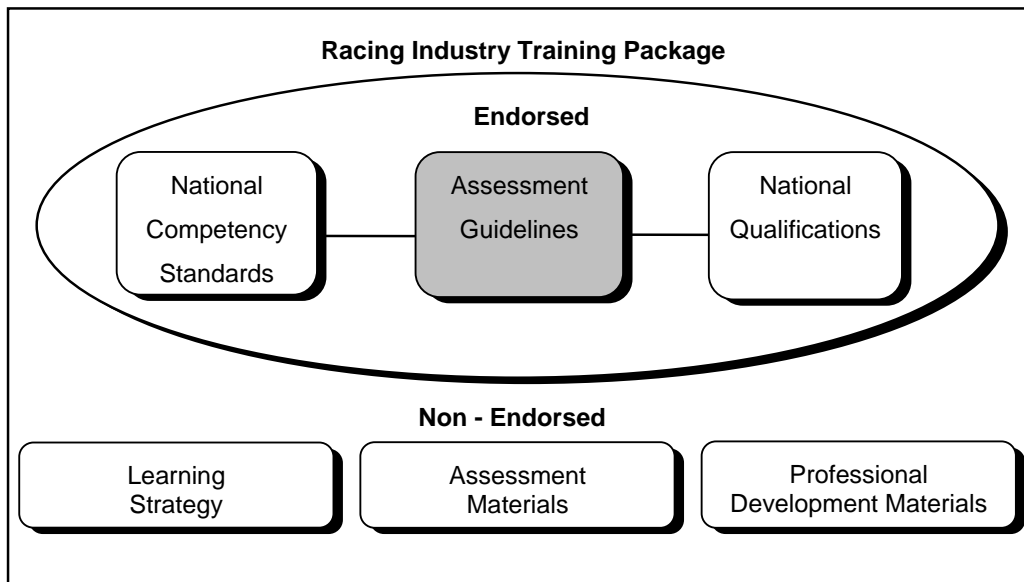 Racing Industry Training Package
Endorsed
National
Competency
Standards
Assessment
Guidelines
National
Qualifications
Non - Endorsed
Learning
Strategy
Assessment
Materials
Professional
Development Materials